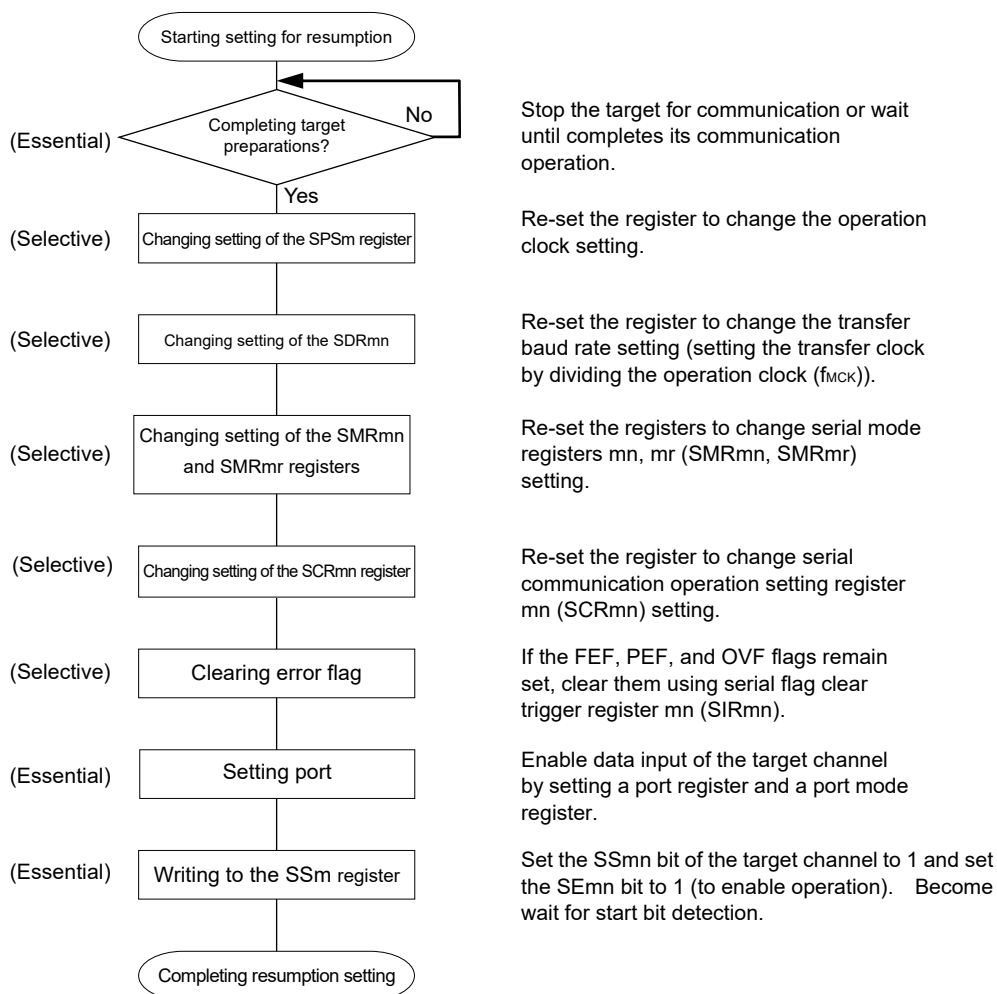 Starting setting for resumption
No
(Essential)
Completing target
preparations?
Stop the target for communication or wait
until completes its communication
operation.
Yes
(Selective)
Changing setting of the SPSm register
Re-set the register to change the operation
clock setting.
(Selective)
Changing setting of the SDRmn
Re-set the register to change the transfer
baud rate setting (setting the transfer clock
by dividing the operation clock (fMCK)).
(Selective)
Changing setting of the SMRmn
and SMRmr registers
Re-set the registers to change serial mode
registers mn, mr (SMRmn, SMRmr)
setting.
(Selective)
Changing setting of the SCRmn register
Re-set the register to change serial
communication operation setting register
mn (SCRmn) setting.
(Selective)
Clearing error flag
If the FEF, PEF, and OVF flags remain
set, clear them using serial flag clear
trigger register mn (SIRmn).
(Essential)
Setting port
Enable data input of the target channel
by setting a port register and a port mode
register.
(Essential)
Writing to the SSm register
Set the SSmn bit of the target channel to 1 and set
the SEmn bit to 1 (to enable operation). Become
wait for start bit detection.
Completing resumption setting